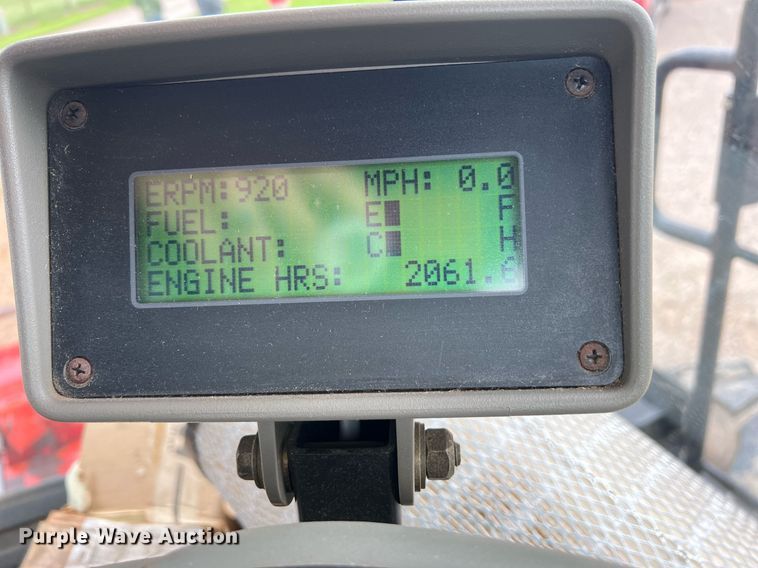 ERPM:920 MPH: 0.0
FUEL: E F
COOLANT: C H
ENGINE HRS: 2061.6
Purple Wave Auction